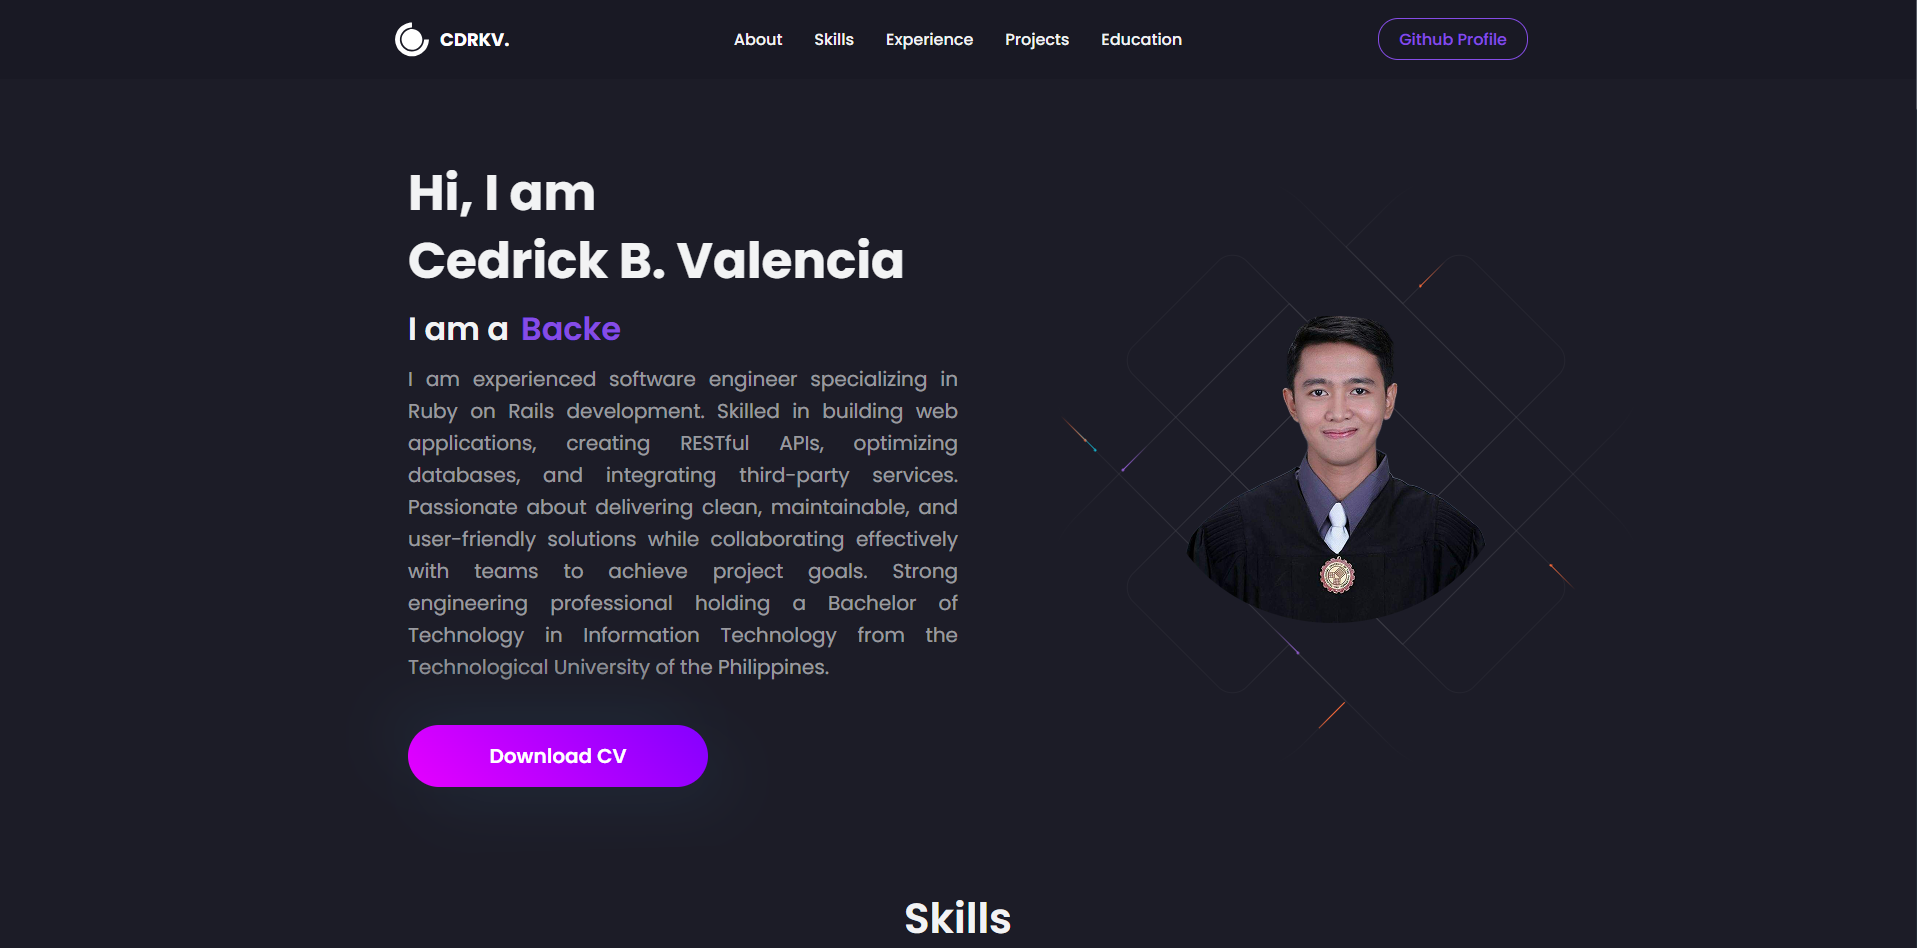 CDRKV.
About Skills Experience Projects Education
Github Profile
Hi, I am
Cedrick B. Valencia
I am a Backe
I am experienced software engineer specializing in
Ruby on Rails development. Skilled in building web
applications, creating RESTful APIs, optimizing
databases, and integrating third-party services.
Passionate about delivering clean, maintainable, and
user-friendly solutions while collaborating effectively
with teams to achieve project goals. Strong
engineering professional holding a Bachelor of
Technology in Information Technology from the
Technological University of the Philippines.
Download CV
Skills